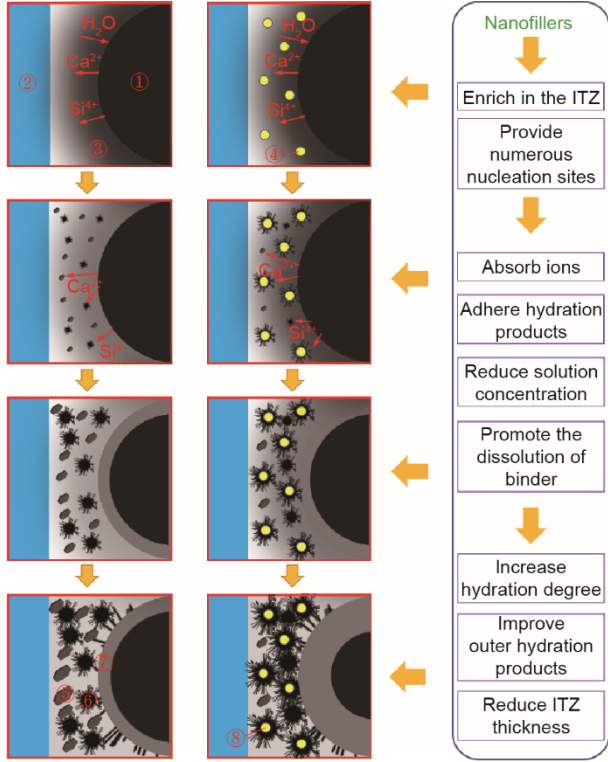 H₂O
Ca²⁺
①
②
Si⁴⁺
③
H₂O
Ca²⁺
Si⁴⁺
④
Ca²⁺
Si⁴⁺
Ca²⁺
Si⁴⁺
⑤
⑥
⑦
⑧
Nanofillers
Enrich in the ITZ
Provide
numerous
nucleation sites
Absorb ions
Adhere hydration
products
Reduce solution
concentration
Promote the
dissolution of
binder
Increase
hydration degree
Improve
outer hydration
products
Reduce ITZ
thickness